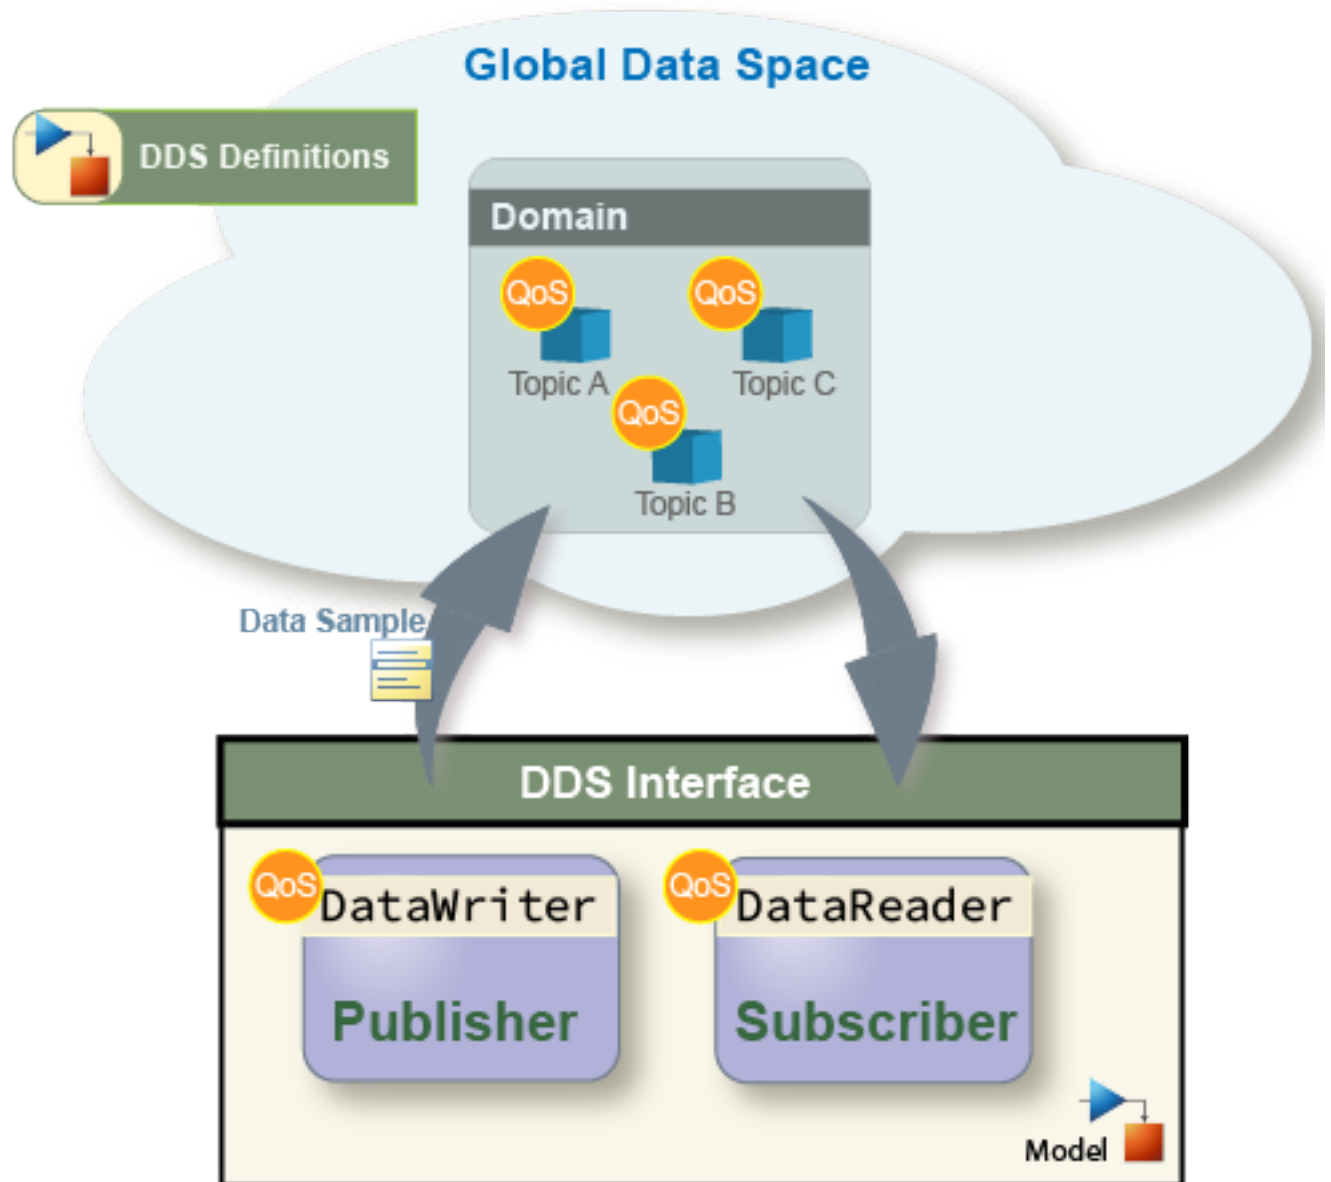 Global Data Space
DDS Definitions
Domain
QoS
QoS
Topic A
Topic C
QoS
Topic B
Data Sample
DDS Interface
QoS
DataWriter
QoS
DataReader
Publisher
Subscriber
Model